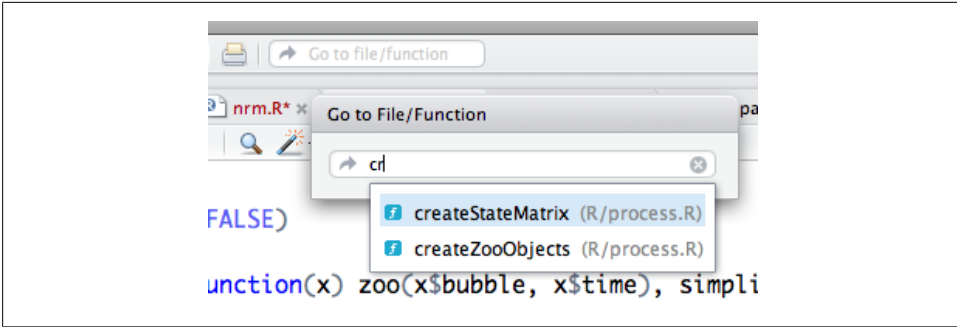 Go to file/function
nrm.R*
Go to File/Function
pa
cr
createStateMatrix (R/process.R)
createZooObjects (R/process.R)
FALSE)
unction(x) zoo(x$bubble, x$time), simpli